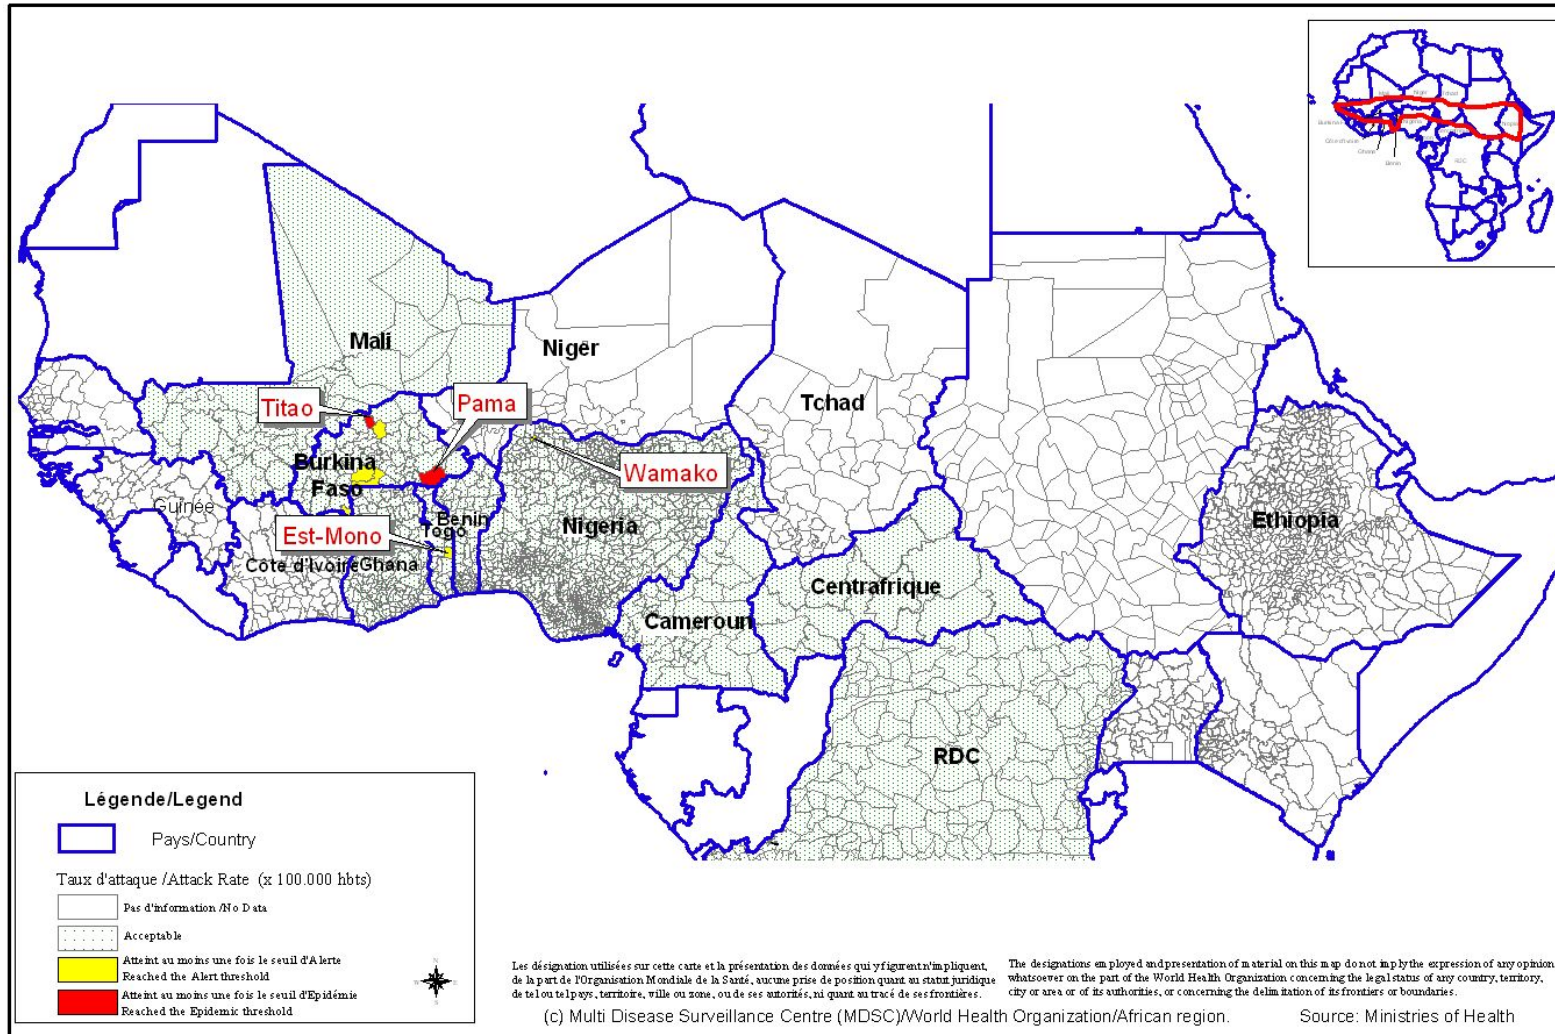 Mali
Niger
Tchad
Titao
Pama
Wamako
Burkina
Faso
Guinée
Benin
Togo
Nigeria
Est-Mono
Côte d'Ivoire
Ghana
Ethiopia
Centrafrique
Cameroun
RDC
Mali
Niger
Tchad
Nigeria
Côte d'Ivoire
Ghana
Benin
RDC
Légende/Legend
Pays/Country
Taux d'attaque /Attack Rate (x 100.000 hbts)
Pas d'information /No Data
Acceptable
Atteint au moins une fois le seuil d'Alerte
Reached the Alert threshold
Atteint au moins une fois le seuil d'Epidémie
Reached the Epidemic threshold
N
W
E
S
Les désignation utilisées sur cette carte et la présentation des données qui y figurent n'impliquent,
de la part de l'Organisation Mondiale de la Santé, aucune prise de position quant au statut juridique
de tel ou tel pays, territoire, ville ou zone, ou de ses autorités, ni quant au tracé de ses frontières.
The designations employed and presentation of material on this map do not imply the expression of any opinion
whatsoever on the part of the World Health Organization concerning the legal status of any country, territory,
city or area or of its authorities, or concerning the delimitation of its frontiers or boundaries.
(c) Multi Disease Surveillance Centre (MDSC)/World Health Organization/African region.
Source: Ministries of Health